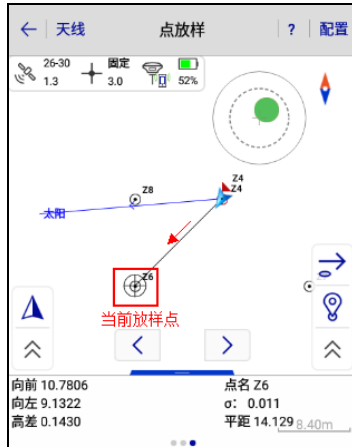 天线 点放样 ? 配置
26-30 固定
1.3 3.0 52%
Z4
Z4
Z8
太阳
Z6
当前放样点
向前 10.7806 点名 Z6
向左 9.1322 σ: 0.011
高差 0.1430 平距 14.129 8.40m